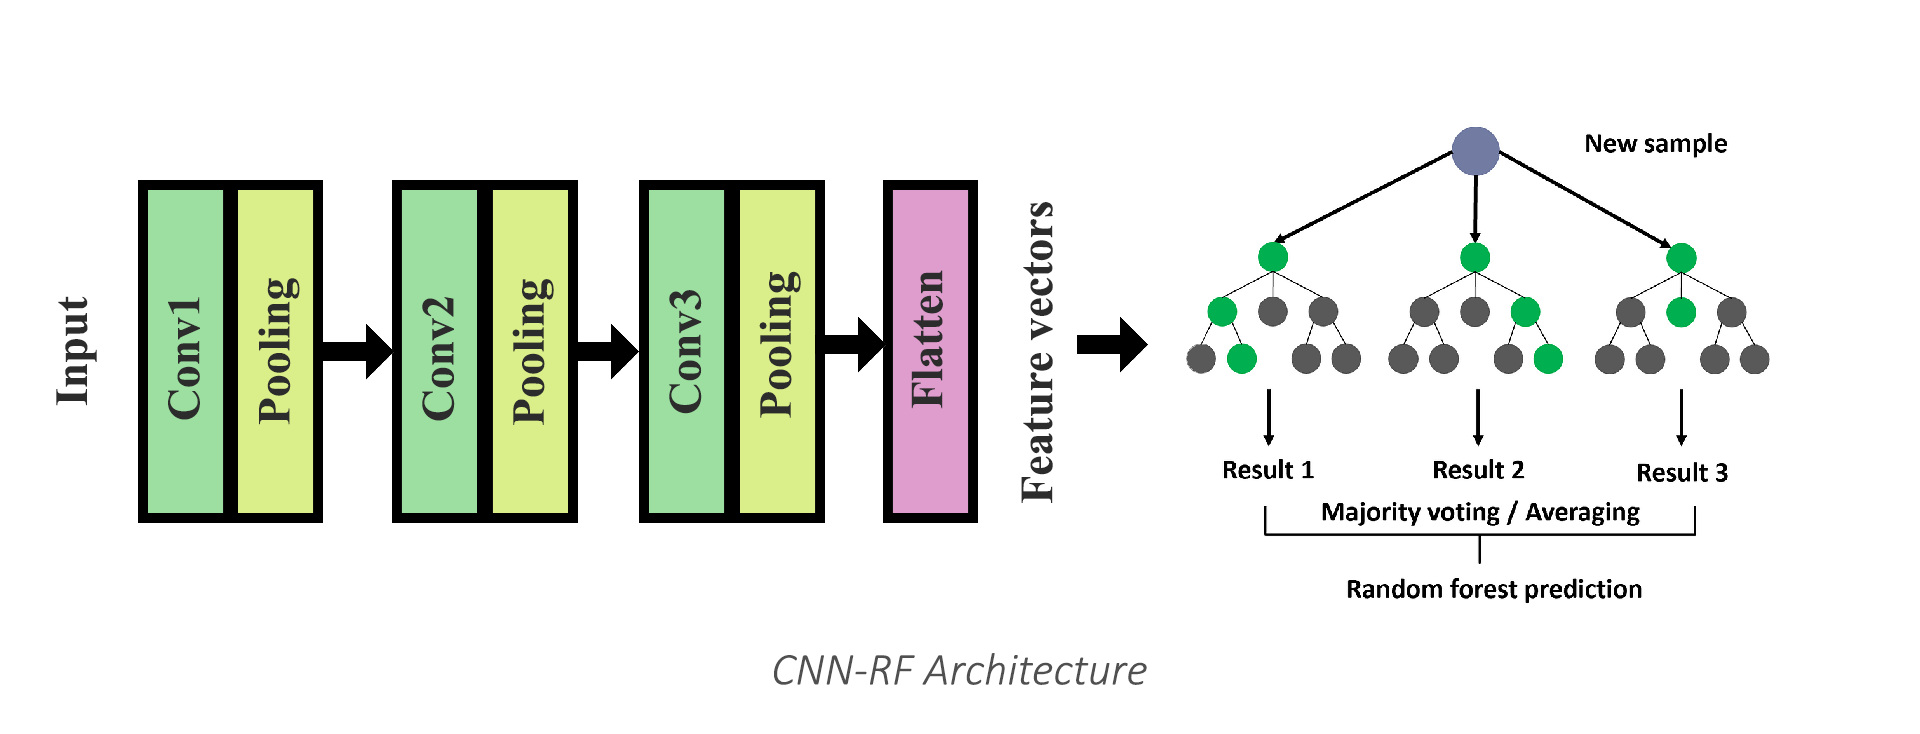 Input
Conv1
Pooling
Conv2
Pooling
Conv3
Pooling
Flatten
Feature vectors
New sample
Result 1
Result 2
Result 3
Majority voting / Averaging
Random forest prediction
CNN-RF Architecture